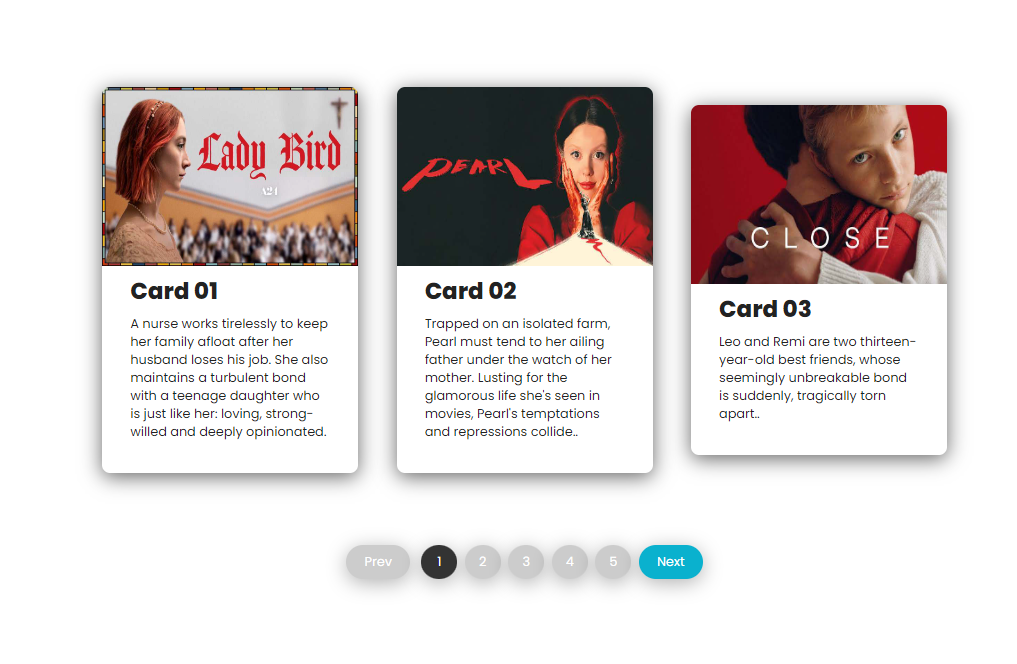 Lady Bird
A24
PEARL
CLOSE
Card 01
A nurse works tirelessly to keep
her family afloat after her
husband loses his job. She also
maintains a turbulent bond
with a teenage daughter who
is just like her: loving, strong-
willed and deeply opinionated.
Card 02
Trapped on an isolated farm,
Pearl must tend to her ailing
father under the watch of her
mother. Lusting for the
glamorous life she's seen in
movies, Pearl's temptations
and repressions collide..
Card 03
Leo and Remi are two thirteen-
year-old best friends, whose
seemingly unbreakable bond
is suddenly, tragically torn
apart..
Prev 1 2 3 4 5 Next